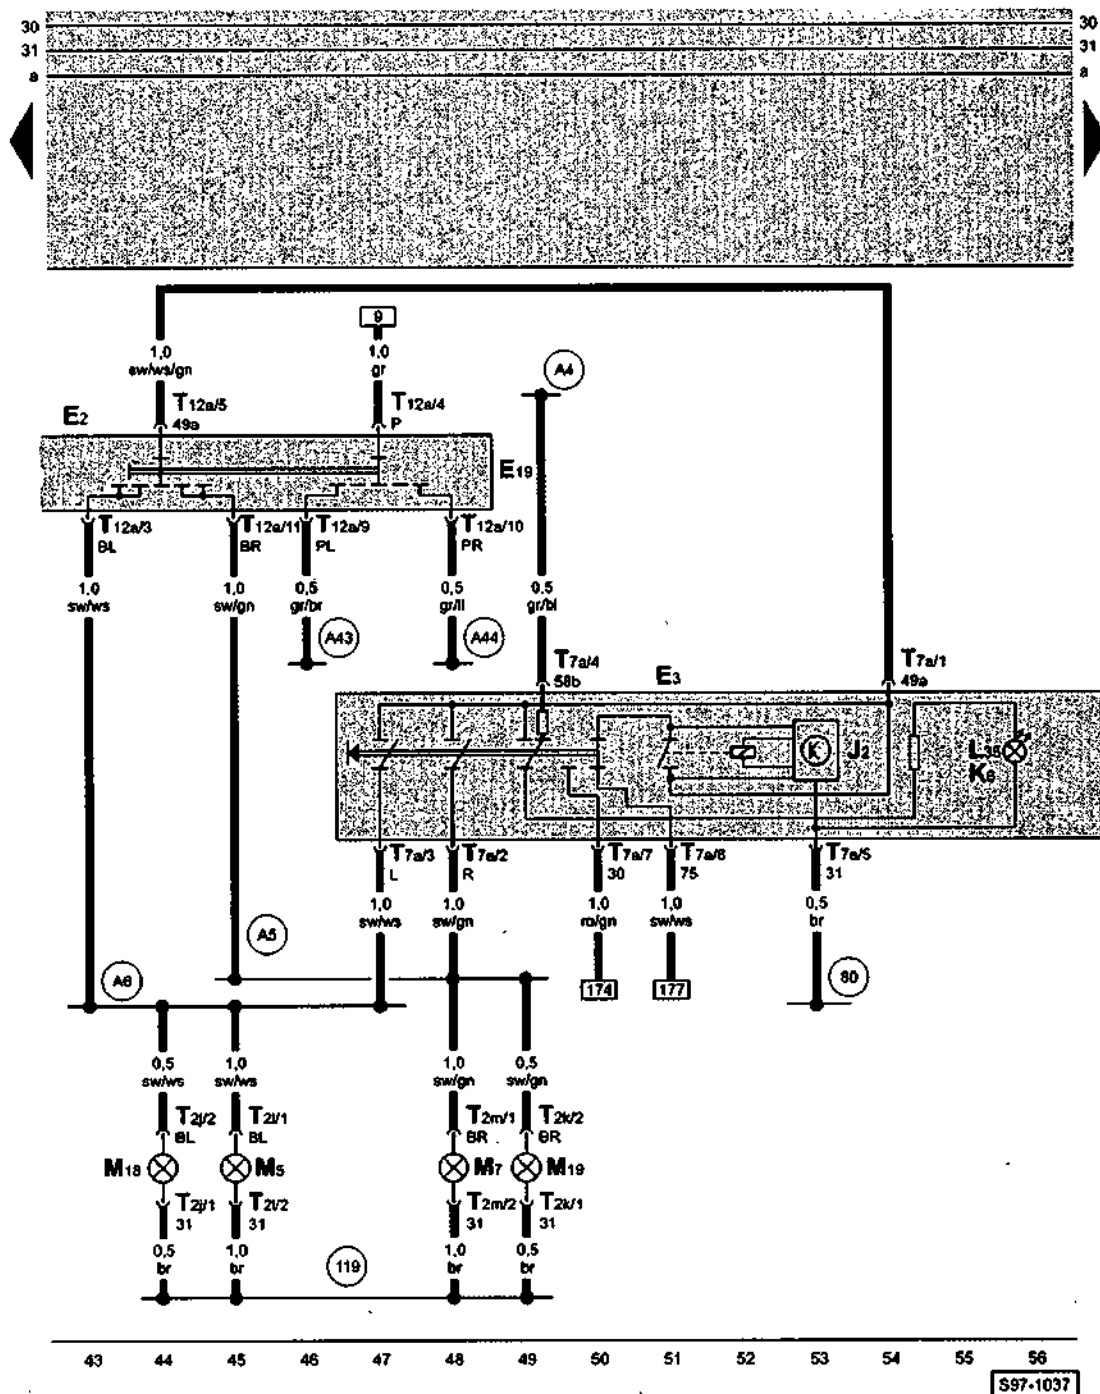 30 30
31 31
a a
9
1,0 1,0
sw/ws/gn gr
A4
T12a/5 T12a/4
E2 49a P
E19
T12a/3 T12a/11 T12a/9 T12a/10
BL BR PL PR
1,0 1,0 0,5 0,5 0,5
sw/ws sw/gn gr/br gr/li gr/bl
A43 A44
T7a/4 T7a/1
58b E3 49a
K J2 L35
K6
T7a/3 T7a/2 T7a/7 T7a/6 T7a/5
L R 30 75 31
1,0 1,0 1,0 1,0 0,5
sw/ws sw/gn ro/gn sw/ws br
A5
A6 174 177 80
0,5 1,0 1,0 0,5
sw/ws sw/ws sw/gn sw/gn
T2j/2 T2l/1 T2m/1 T2k/2
BL BL BR BR
M18 M5 M7 M19
T2j/1 T2l/2 T2m/2 T2k/1
31 31 31 31
0,5 1,0 1,0 0,5
br br br br
119
43 44 45 46 47 48 49 50 51 52 53 54 55 56
S97-1037